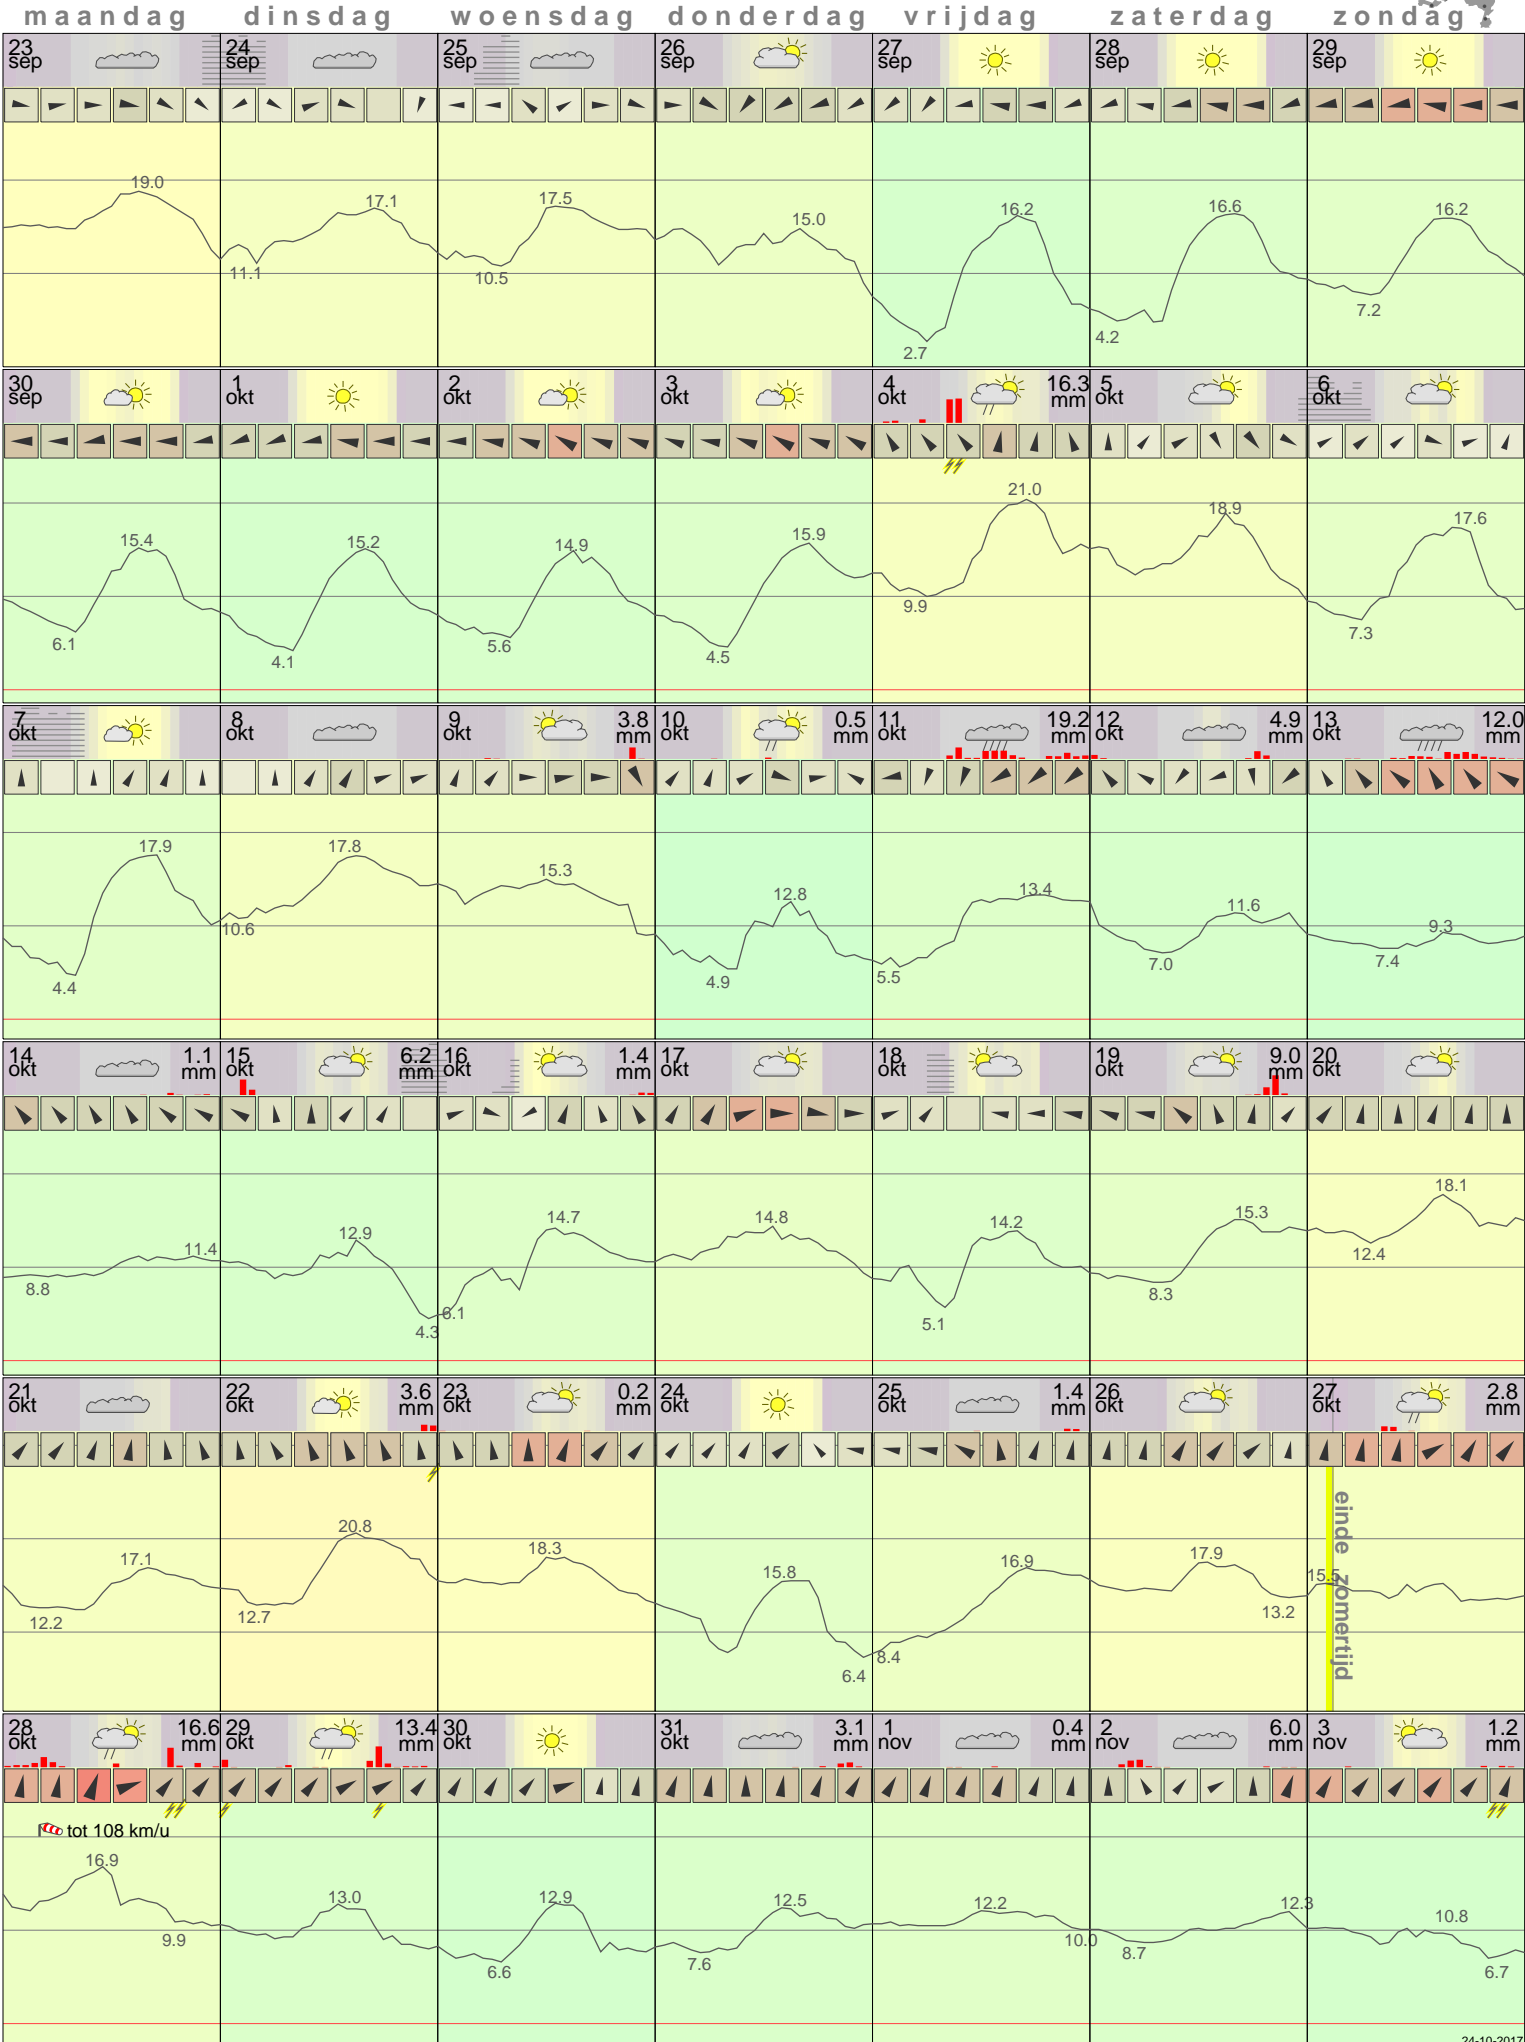 maandag dinsdag woensdag donderdag vrijdag zaterdag zondag
23 sep 24 sep 25 sep 26 sep 27 sep 28 sep 29 sep
19.0 17.1 17.5 15.0 16.2 16.6 16.2
11.1 10.5 2.7 4.2 7.2
30 sep 1 okt 2 okt 3 okt 4 okt 16.3 mm 5 okt 6 okt
15.4 15.2 14.9 15.9 21.0 18.9 17.6
6.1 4.1 5.6 4.5 9.9 7.3
7 okt 8 okt 9 okt 3.8 mm 10 okt 0.5 mm 11 okt 19.2 mm 12 okt 4.9 mm 13 okt 12.0 mm
17.9 17.8 15.3 12.8 13.4 11.6 9.3
4.4 10.6 4.9 5.5 7.0 7.4
14 okt 1.1 mm 15 okt 6.2 mm 16 okt 1.4 mm 17 okt 18 okt 19 okt 9.0 mm 20 okt
11.4 12.9 14.7 14.8 14.2 15.3 18.1
8.8 4.3 6.1 5.1 8.3 12.4
21 okt 22 okt 3.6 mm 23 okt 0.2 mm 24 okt 25 okt 1.4 mm 26 okt 27 okt 2.8 mm
17.1 20.8 18.3 15.8 16.9 17.9 15.5
12.2 12.7 6.4 8.4 13.2
einde zomertijd
28 okt 16.6 mm 29 okt 13.4 mm 30 okt 31 okt 3.1 mm 1 nov 0.4 mm 2 nov 6.0 mm 3 nov 1.2 mm
tot 108 km/u
16.9 13.0 12.9 12.5 12.2 12.3 10.8
9.9 6.6 7.6 10.0 8.7 6.7
24-10-2017